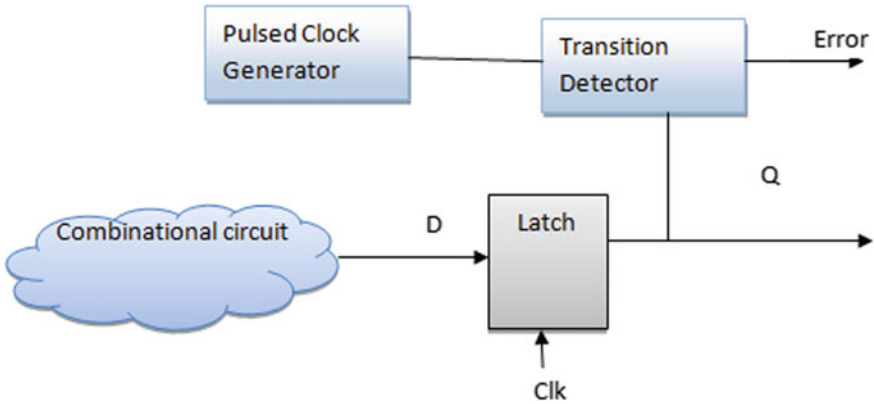 Pulsed Clock
Generator
Transition
Detector
Error
Q
Combinational circuit
D
Latch
Clk